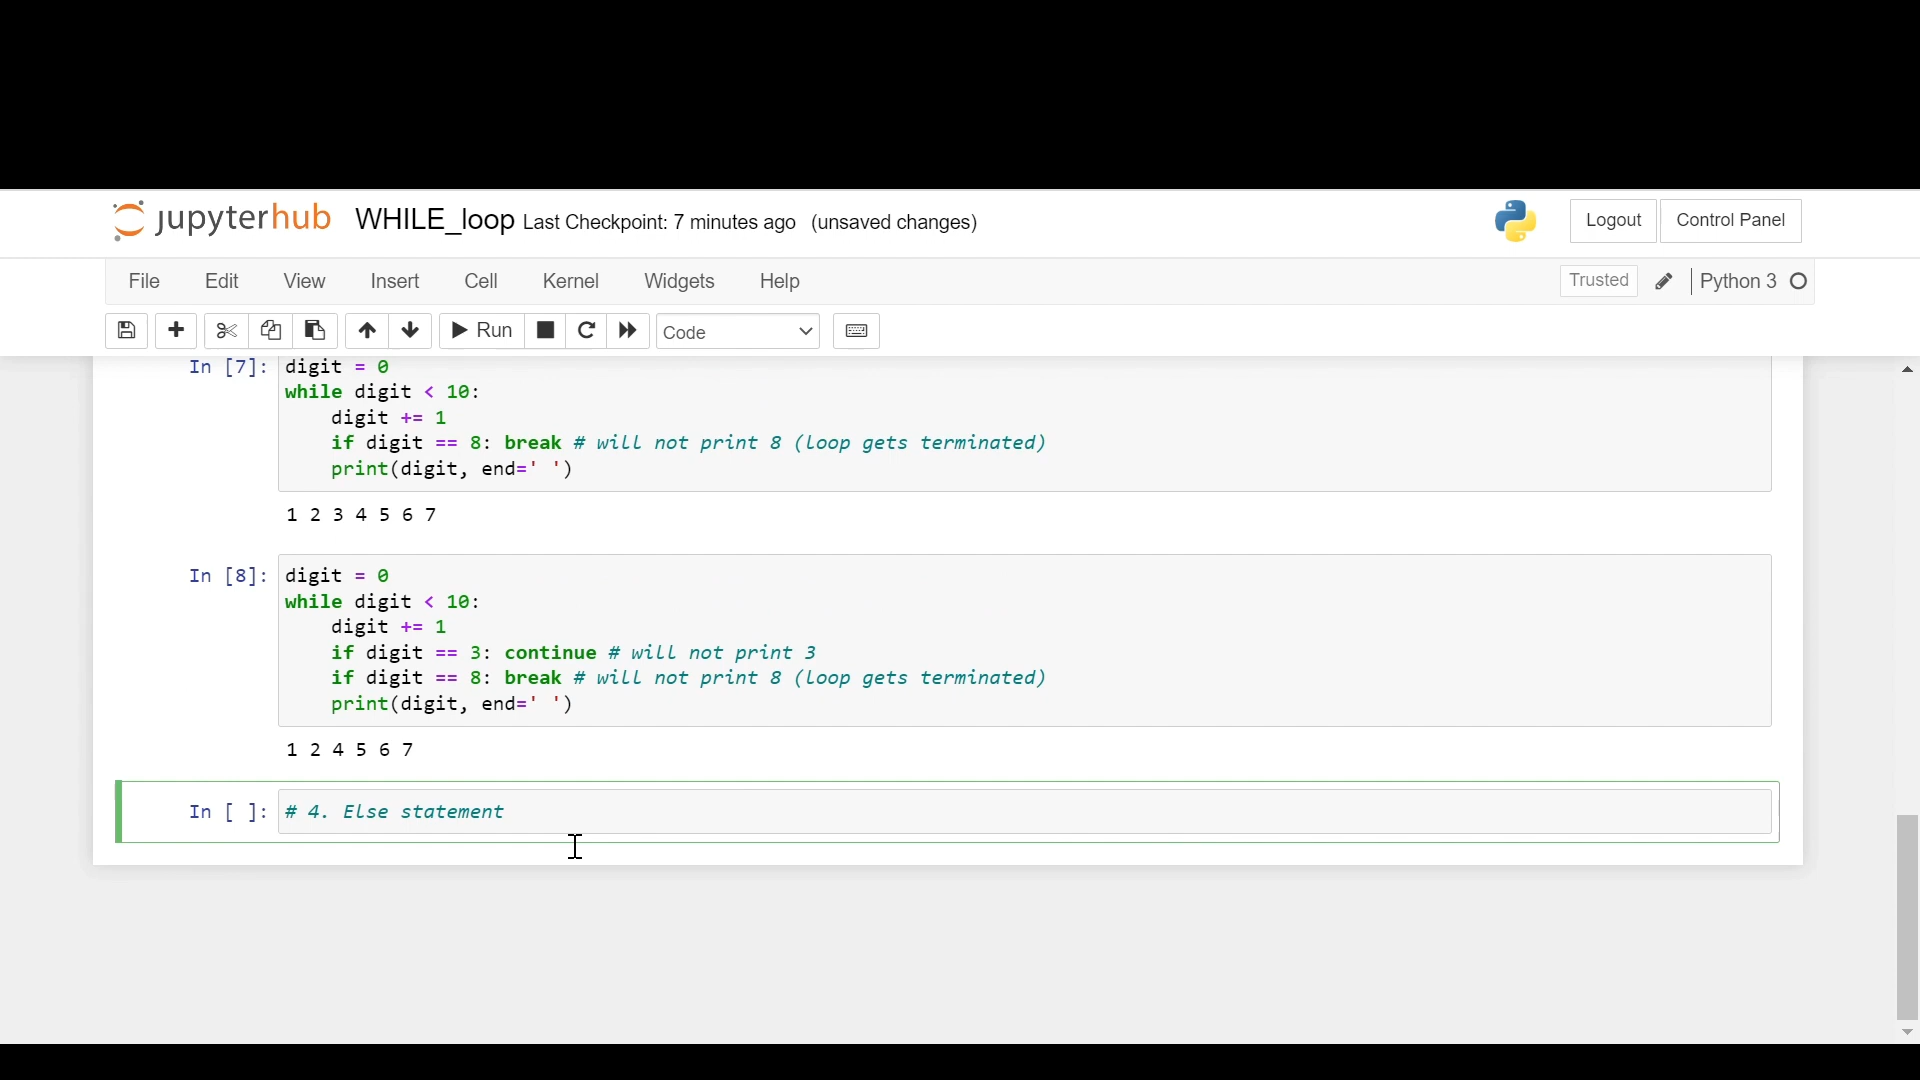 jupyterhub WHILE_loop Last Checkpoint: 7 minutes ago (unsaved changes) Logout Control Panel
File Edit View Insert Cell Kernel Widgets Help Trusted Python 3
Run Code
In [7]: digit = 0
while digit < 10:
    digit += 1
    if digit == 8: break # will not print 8 (loop gets terminated)
    print(digit, end=' ')
1 2 3 4 5 6 7
In [8]: digit = 0
while digit < 10:
    digit += 1
    if digit == 3: continue # will not print 3
    if digit == 8: break # will not print 8 (loop gets terminated)
    print(digit, end=' ')
1 2 4 5 6 7
In [ ]: # 4. Else statement